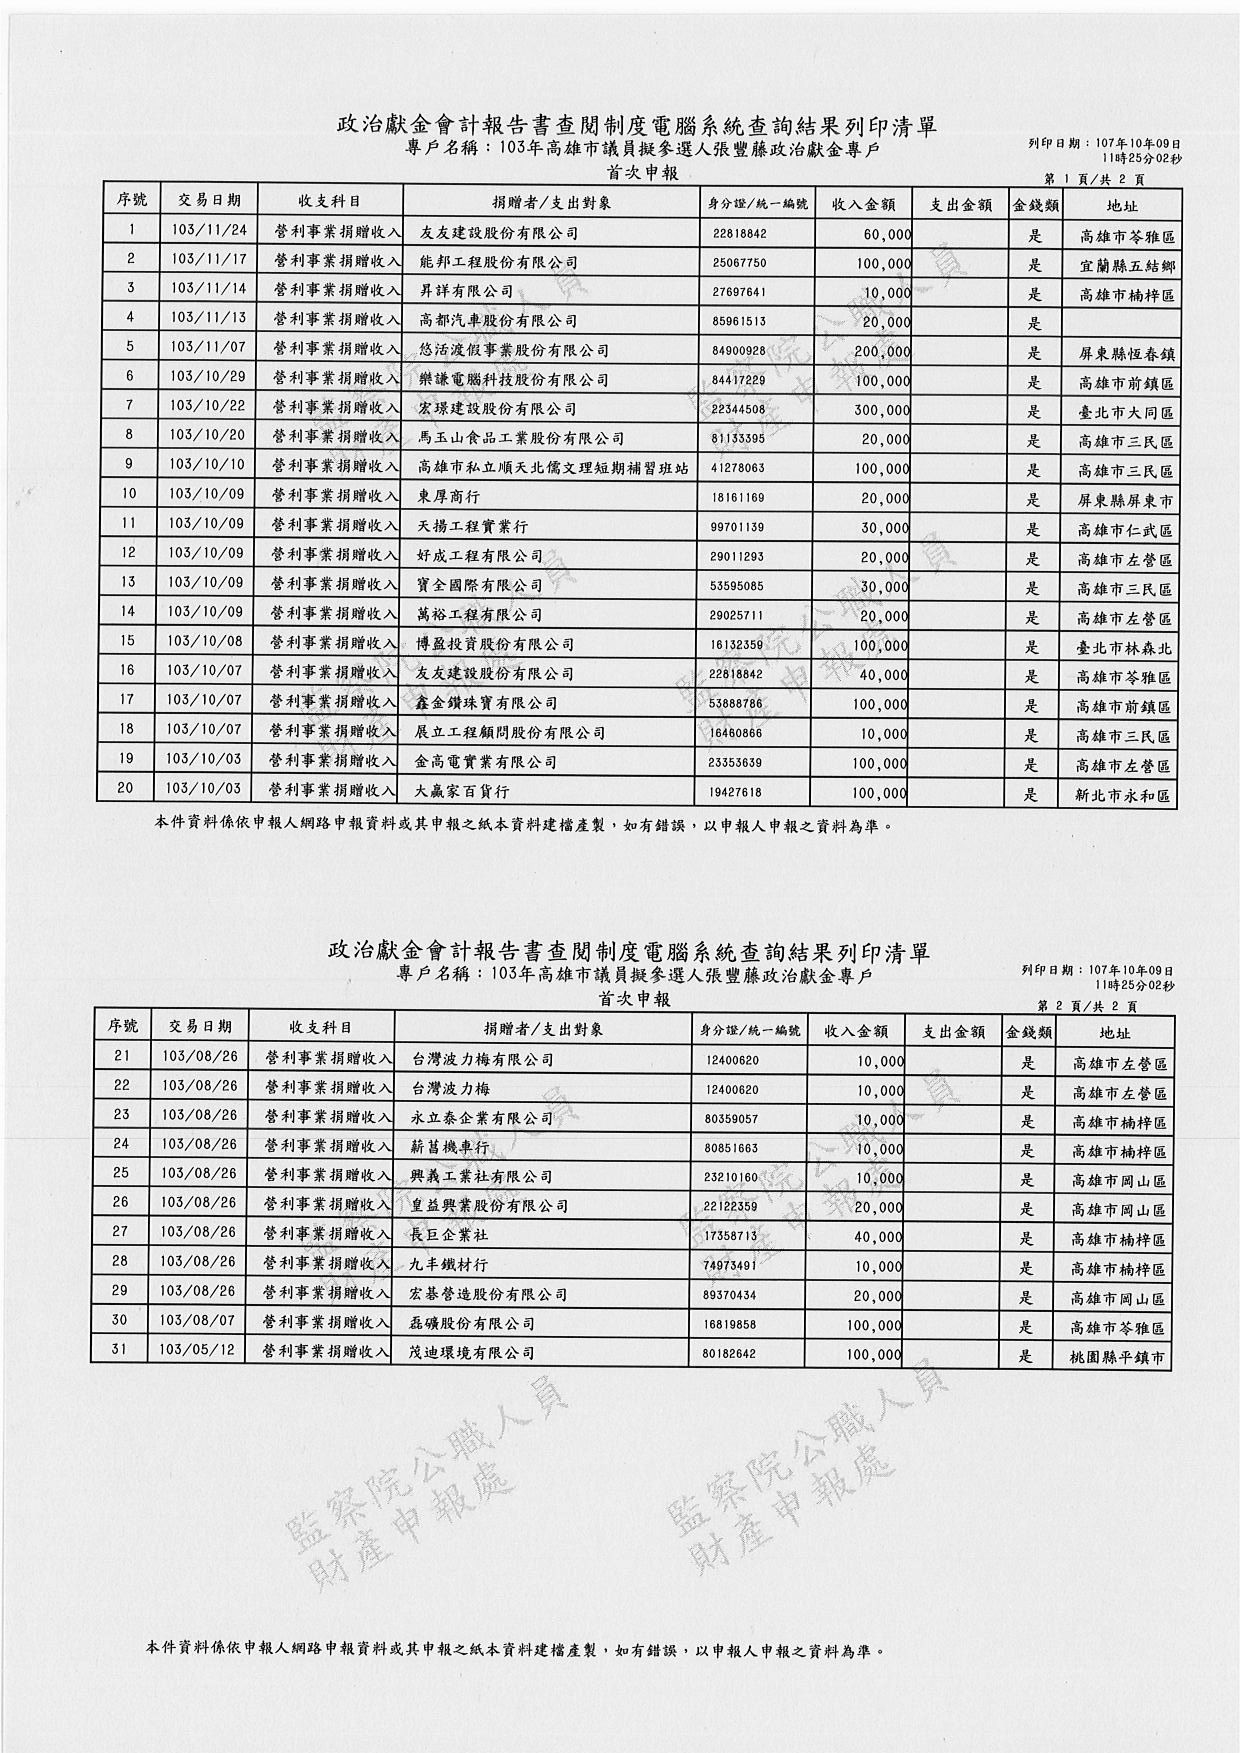 政治獻金會計報告書查閱制度電腦系統查詢結果列印清單
專戶名稱：103年高雄市議員擬參選人張豐藤政治獻金專戶
列印日期：107年10年09日
11時25分02秒
首次申報
第 1 頁/共 2 頁
序號 交易日期 收支科目 捐贈者/支出對象 身分證/統一編號 收入金額 支出金額 金錢類 地址
1 103/11/24 營利事業捐贈收入 友友建設股份有限公司 22818842 60,000 是 高雄市苓雅區
2 103/11/17 營利事業捐贈收入 能邦工程股份有限公司 25067750 100,000 是 宜蘭縣五結鄉
3 103/11/14 營利事業捐贈收入 昇詳有限公司 27697641 10,000 是 高雄市楠梓區
4 103/11/13 營利事業捐贈收入 高都汽車股份有限公司 85961513 20,000 是
5 103/11/07 營利事業捐贈收入 悠活渡假事業股份有限公司 84900928 200,000 是 屏東縣恆春鎮
6 103/10/29 營利事業捐贈收入 樂謙電腦科技股份有限公司 84417229 100,000 是 高雄市前鎮區
7 103/10/22 營利事業捐贈收入 宏璟建設股份有限公司 22344508 300,000 是 臺北市大同區
8 103/10/20 營利事業捐贈收入 馬玉山食品工業股份有限公司 81133395 20,000 是 高雄市三民區
9 103/10/10 營利事業捐贈收入 高雄市私立順天北儒文理短期補習班站 41278063 100,000 是 高雄市三民區
10 103/10/09 營利事業捐贈收入 東厚商行 18161169 20,000 是 屏東縣屏東市
11 103/10/09 營利事業捐贈收入 天揚工程實業行 99701139 30,000 是 高雄市仁武區
12 103/10/09 營利事業捐贈收入 好成工程有限公司 29011293 20,000 是 高雄市左營區
13 103/10/09 營利事業捐贈收入 寶全國際有限公司 53595085 30,000 是 高雄市三民區
14 103/10/09 營利事業捐贈收入 萬裕工程有限公司 29025711 20,000 是 高雄市左營區
15 103/10/08 營利事業捐贈收入 博盈投資股份有限公司 16132359 100,000 是 臺北市林森北
16 103/10/07 營利事業捐贈收入 友友建設股份有限公司 22818842 40,000 是 高雄市苓雅區
17 103/10/07 營利事業捐贈收入 鑫金鑽珠寶有限公司 53888786 100,000 是 高雄市前鎮區
18 103/10/07 營利事業捐贈收入 展立工程顧問股份有限公司 16460866 10,000 是 高雄市三民區
19 103/10/03 營利事業捐贈收入 金高電實業有限公司 23353639 100,000 是 高雄市左營區
20 103/10/03 營利事業捐贈收入 大贏家百貨行 19427618 100,000 是 新北市永和區
本件資料係依申報人網路申報資料或其申報之紙本資料建檔產製，如有錯誤，以申報人申報之資料為準。
政治獻金會計報告書查閱制度電腦系統查詢結果列印清單
專戶名稱：103年高雄市議員擬參選人張豐藤政治獻金專戶
列印日期：107年10年09日
11時25分02秒
首次申報
第 2 頁/共 2 頁
序號 交易日期 收支科目 捐贈者/支出對象 身分證/統一編號 收入金額 支出金額 金錢類 地址
21 103/08/26 營利事業捐贈收入 台灣波力梅有限公司 12400620 10,000 是 高雄市左營區
22 103/08/26 營利事業捐贈收入 台灣波力梅 12400620 10,000 是 高雄市左營區
23 103/08/26 營利事業捐贈收入 永立泰企業有限公司 80359057 10,000 是 高雄市楠梓區
24 103/08/26 營利事業捐贈收入 薪菖機車行 80851663 10,000 是 高雄市楠梓區
25 103/08/26 營利事業捐贈收入 興義工業社有限公司 23210160 10,000 是 高雄市岡山區
26 103/08/26 營利事業捐贈收入 皇益興業股份有限公司 22122359 20,000 是 高雄市岡山區
27 103/08/26 營利事業捐贈收入 長巨企業社 17358713 40,000 是 高雄市楠梓區
28 103/08/26 營利事業捐贈收入 九丰鐵材行 74973491 10,000 是 高雄市楠梓區
29 103/08/26 營利事業捐贈收入 宏碁營造股份有限公司 89370434 20,000 是 高雄市岡山區
30 103/08/07 營利事業捐贈收入 磊礦股份有限公司 16819858 100,000 是 高雄市苓雅區
31 103/05/12 營利事業捐贈收入 茂迪環境有限公司 80182642 100,000 是 桃園縣平鎮市
監察院公職人員
財產申報處
監察院公職人員
財產申報處
本件資料係依申報人網路申報資料或其申報之紙本資料建檔產製，如有錯誤，以申報人申報之資料為準。